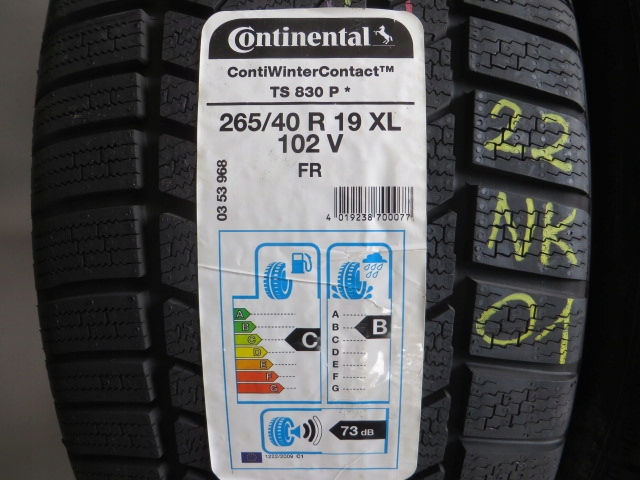 Continental
ContiWinterContact™
TS 830 P *
265/40 R 19 XL
102 V
FR
03 53 968
4 019238 700077
A
B
C
D
E
F
G
C
A
B
C
D
E
F
G
B
73 dB
1222/2009 C1
22
NK
01